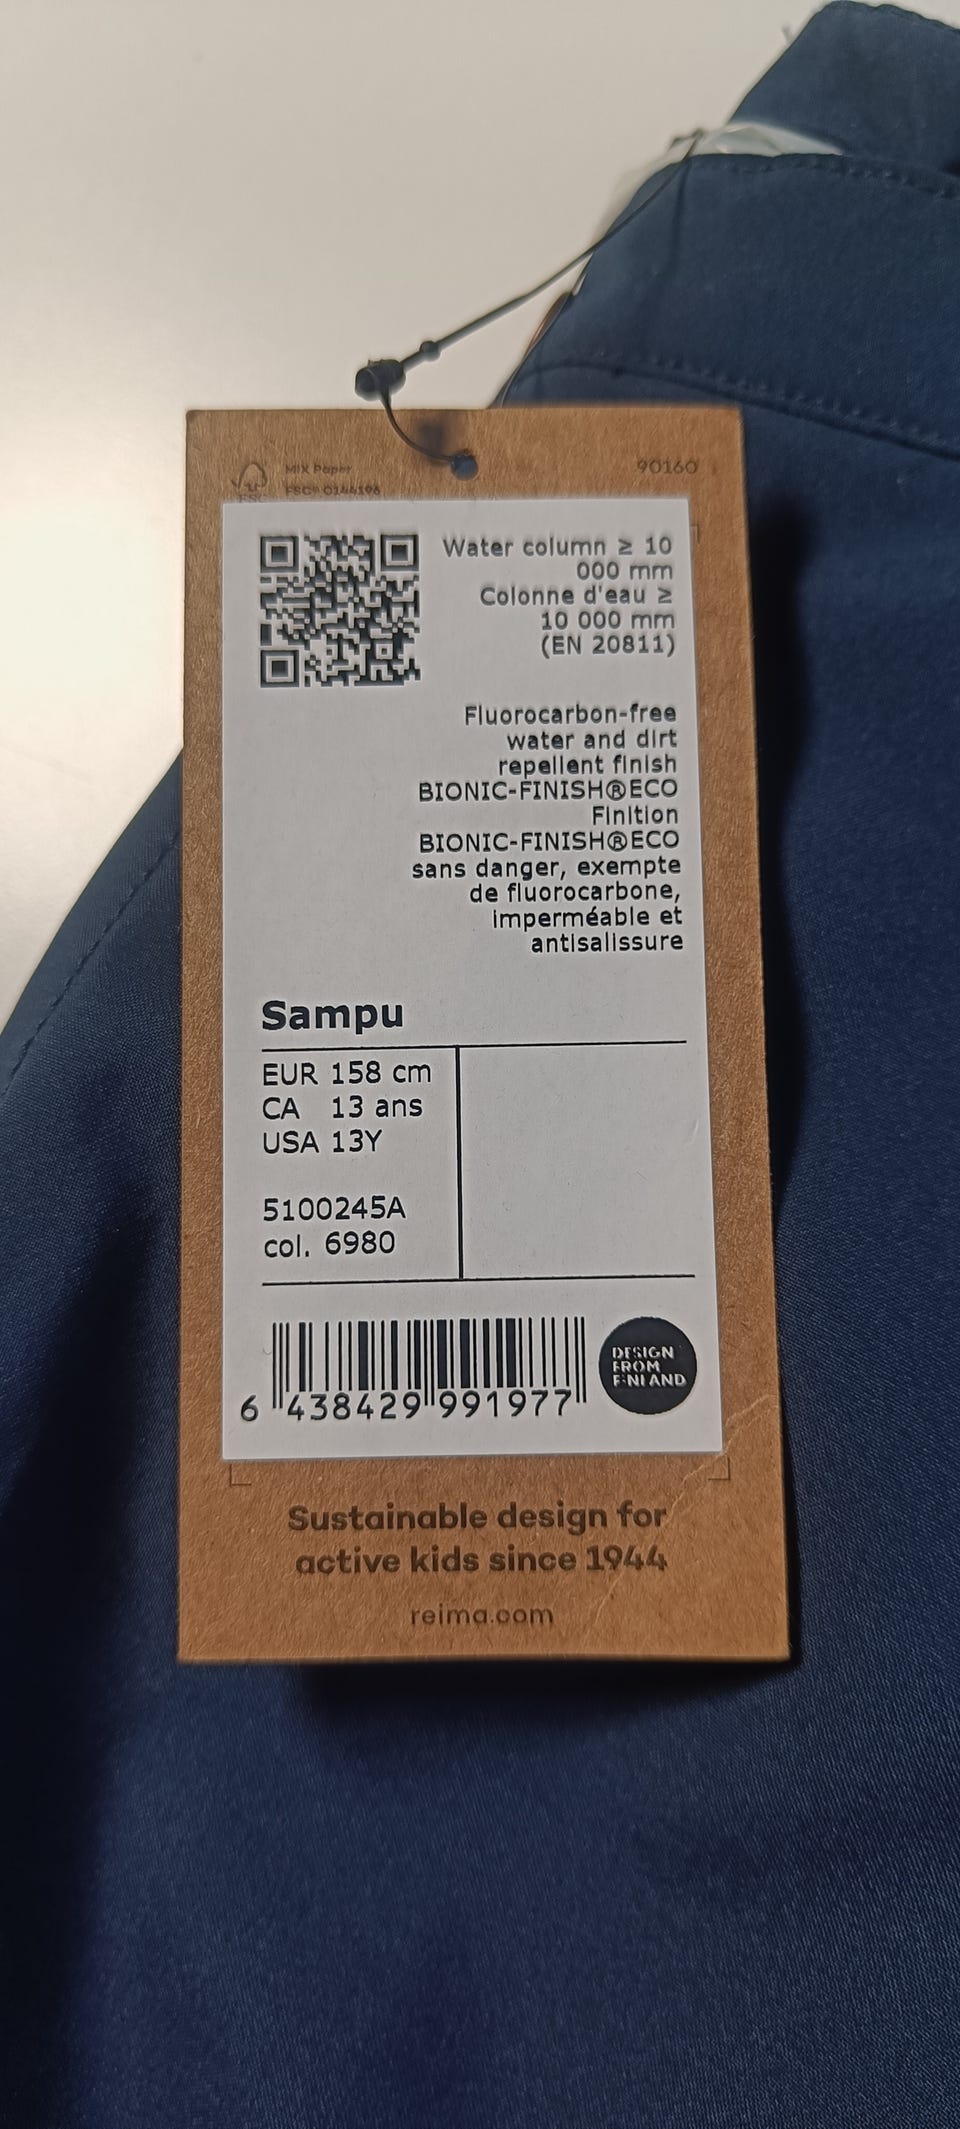 FSC
MIX Paper
FSC® C144196
90160
Water column ≥ 10
000 mm
Colonne d'eau ≥
10 000 mm
(EN 20811)
Fluorocarbon-free
water and dirt
repellent finish
BIONIC-FINISH®ECO
Finition
BIONIC-FINISH®ECO
sans danger, exempte
de fluorocarbone,
imperméable et
antisalissure
Sampu
EUR 158 cm
CA 13 ans
USA 13Y
5100245A
col. 6980
6 438429 991977
DESIGN
FROM
FINLAND
Sustainable design for
active kids since 1944
reima.com